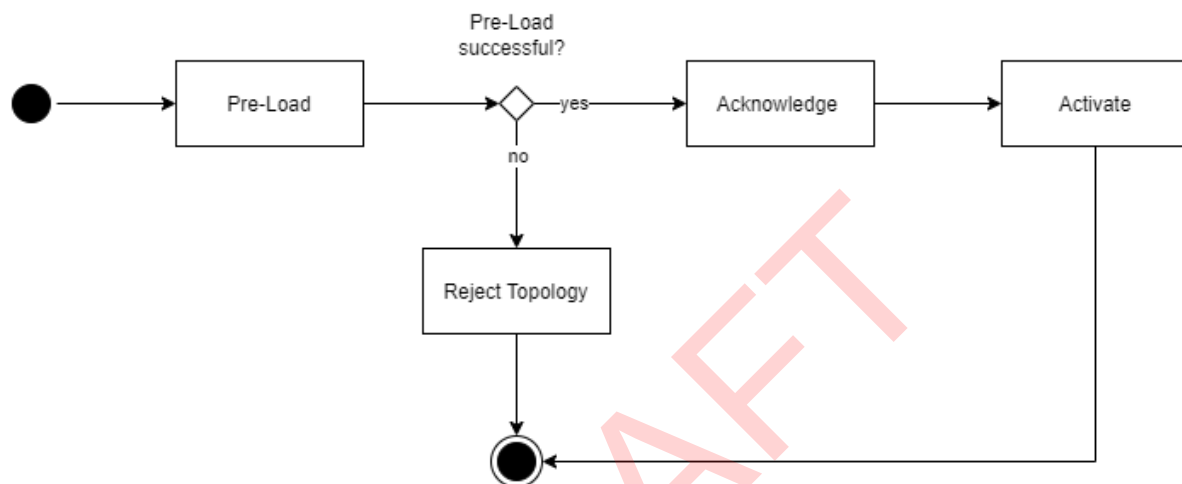 Pre-Load
successful?
Pre-Load
yes
Acknowledge
Activate
no
Reject Topology
AFT